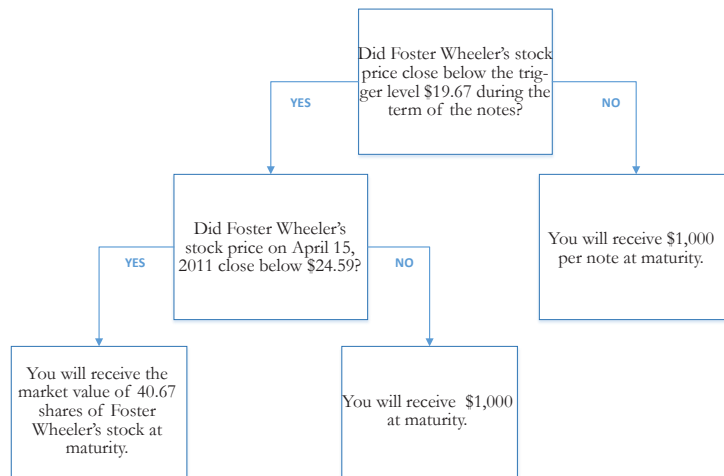 Did Foster Wheeler's stock
price close below the trig-
ger level $19.67 during the
term of the notes?
YES
NO
Did Foster Wheeler's
stock price on April 15,
2011 close below $24.59?
You will receive $1,000
per note at maturity.
YES
NO
You will receive the
market value of 40.67
shares of Foster
Wheeler's stock at
maturity.
You will receive $1,000
at maturity.